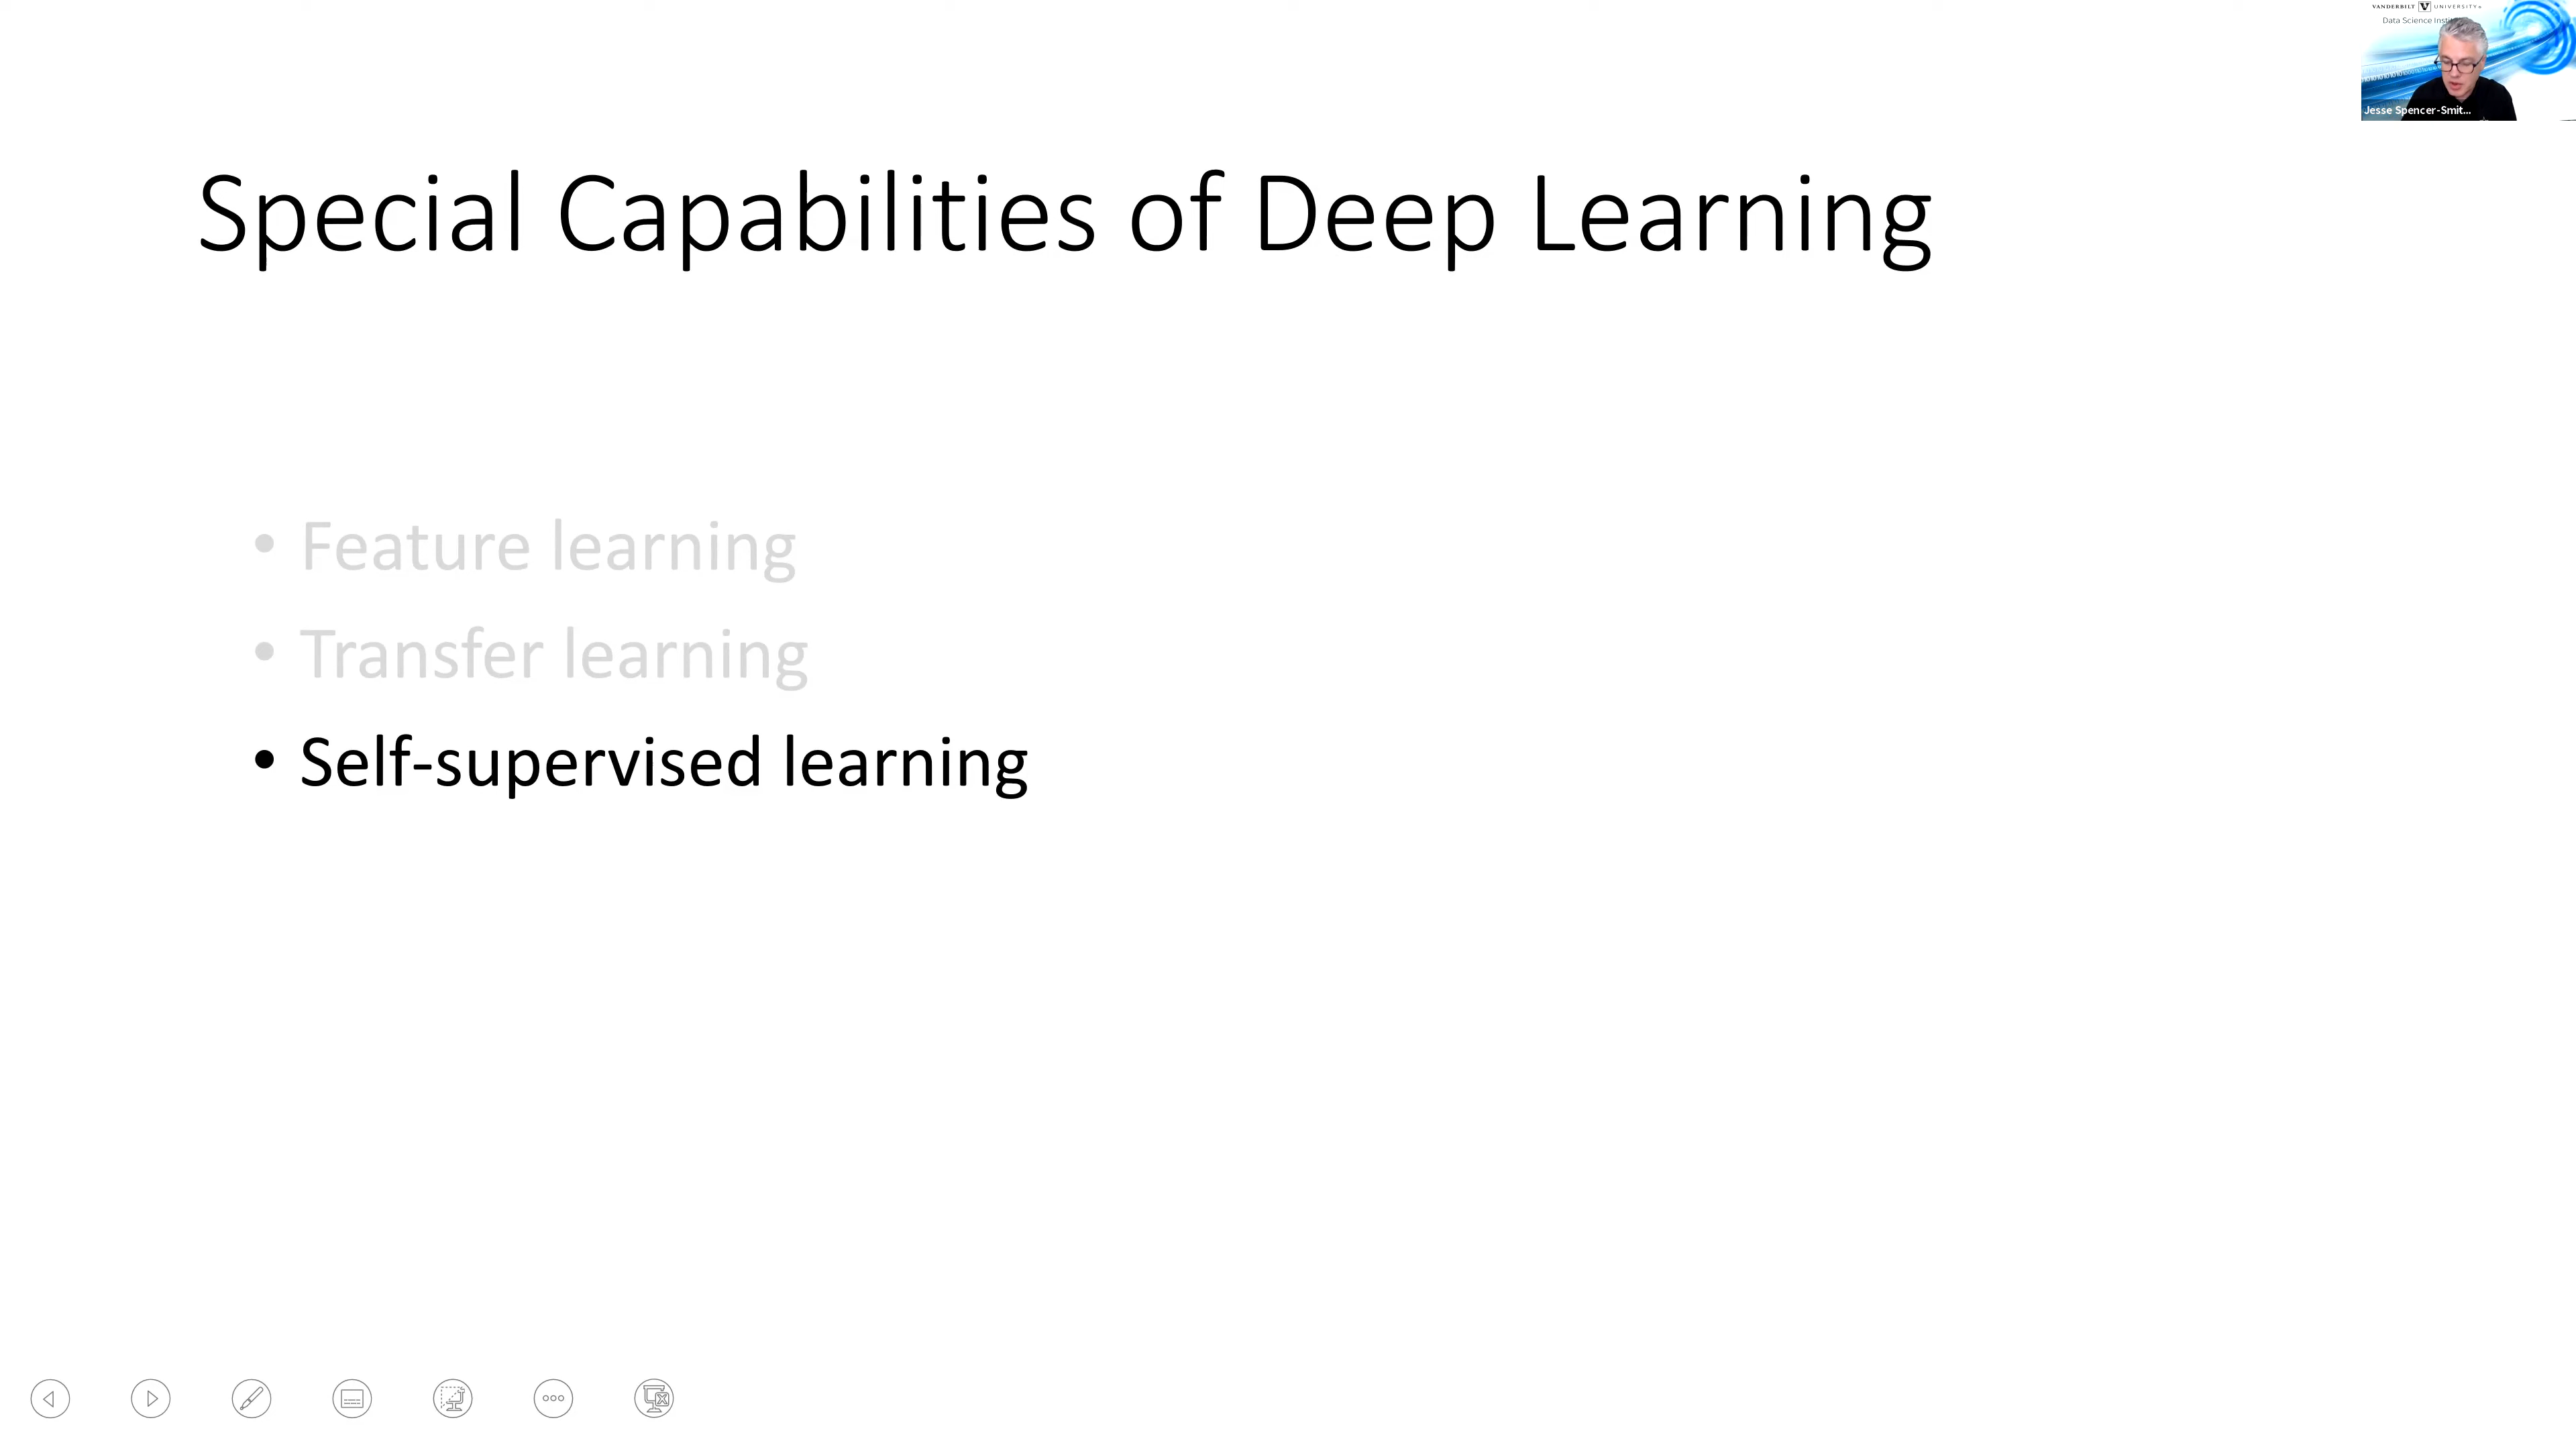 VANDERBILT V UNIVERSITY
Data Science
Jesse Spencer-Smit...
Special Capabilities of Deep Learning
• Feature learning
• Transfer learning
• Self-supervised learning